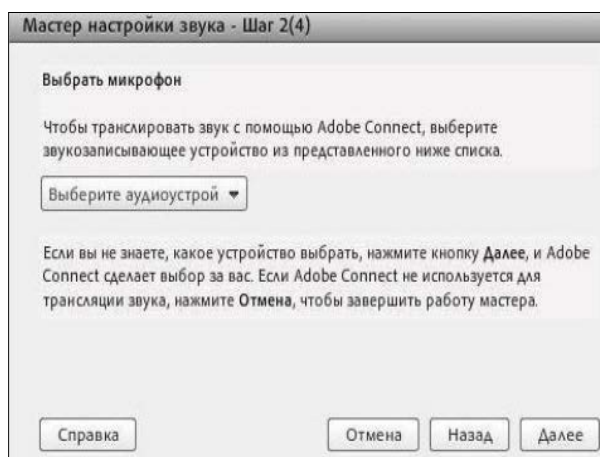 Мастер настройки звука - Шаг 2(4)
Выбрать микрофон
Чтобы транслировать звук с помощью Adobe Connect, выберите
звукозаписывающее устройство из представленного ниже списка.
Выберите аудиоустрой
Если вы не знаете, какое устройство выбрать, нажмите кнопку Далее, и Adobe
Connect сделает выбор за вас. Если Adobe Connect не используется для
трансляции звука, нажмите Отмена, чтобы завершить работу мастера.
Справка Отмена Назад Далее